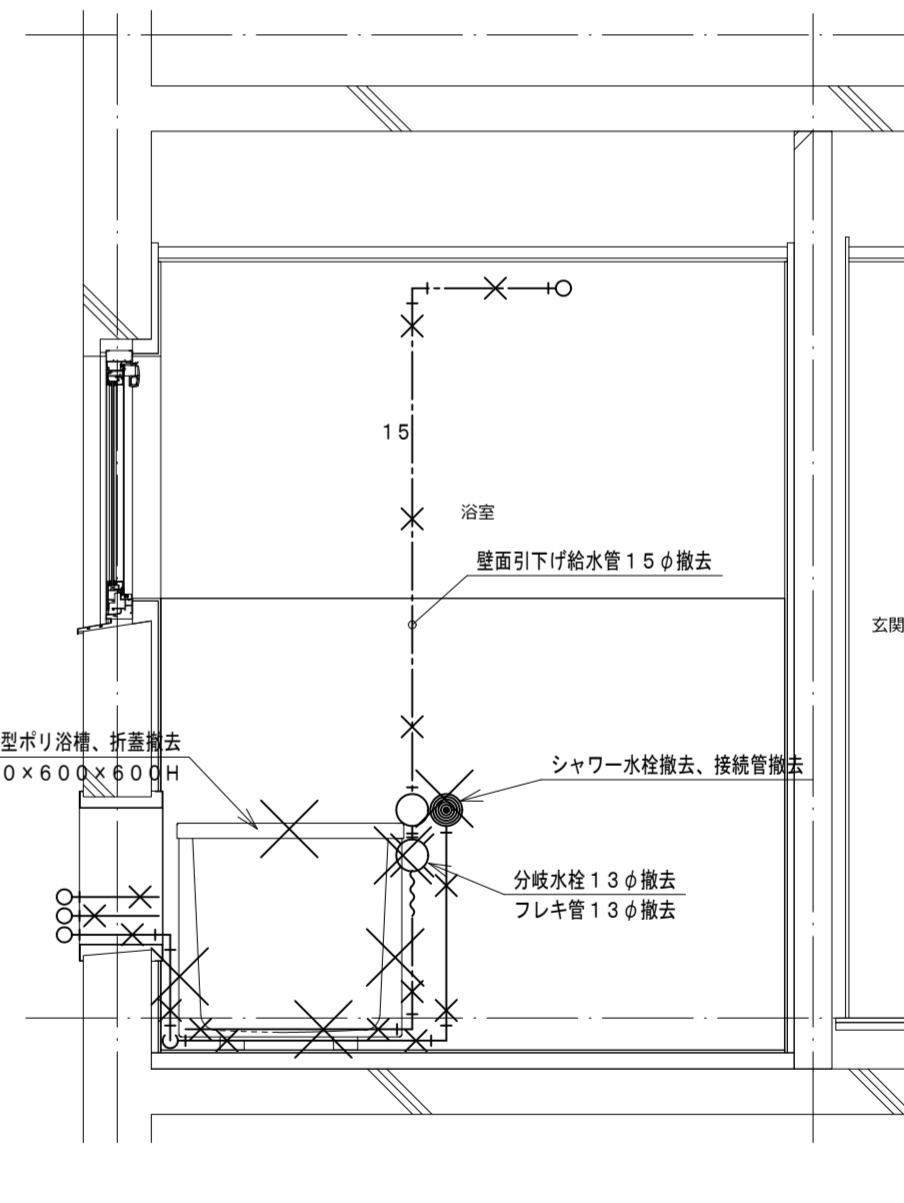 15
浴室
壁面引下げ給水管15φ撤去
玄関
型ポリ浴槽、折蓋撤去
0×600×600H
シャワー水栓撤去、接続管撤去
分岐水栓13φ撤去
フレキ管13φ撤去